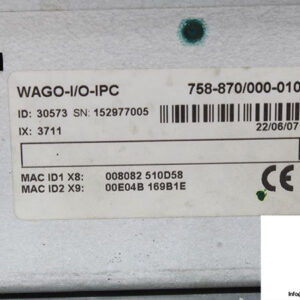 WAGO-I/O-IPC 758-870/000-010
ID: 30573 SN: 152977005
IX: 3711
22/06/07
MAC ID1 X8: 008082 510D58
MAC ID2 X9: 00E04B 169B1E
CE